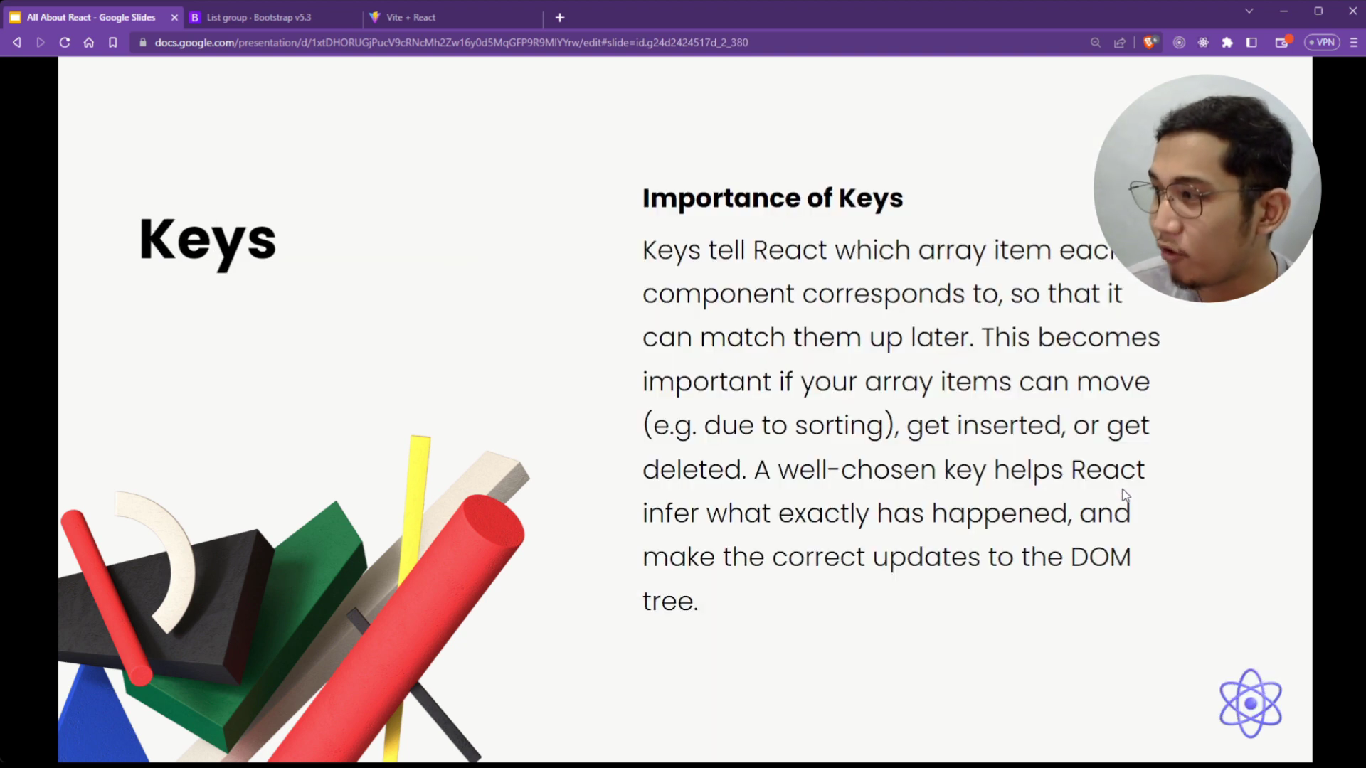 All About React - Google Slides
List group - Bootstrap v5.3
Vite + React
docs.google.com/presentation/d/1xtDHORUGjPucV9cRNcMh2Zw16y0d5MqGFP9R9MIYYrw/edit#slide=id.g24d2424517d_2_380
VPN
Keys
Importance of Keys
Keys tell React which array item each
component corresponds to, so that it
can match them up later. This becomes
important if your array items can move
(e.g. due to sorting), get inserted, or get
deleted. A well-chosen key helps React
infer what exactly has happened, and
make the correct updates to the DOM
tree.